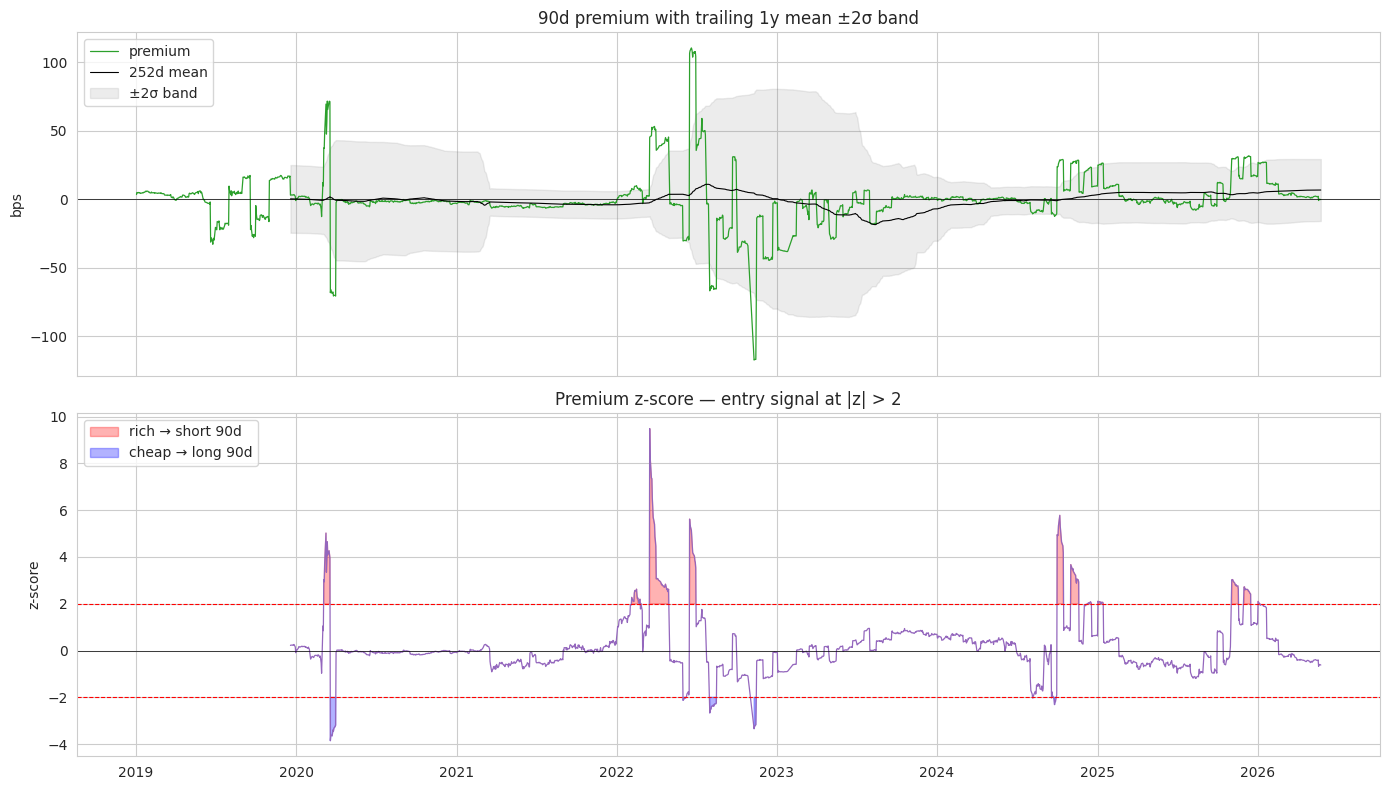 90d premium with trailing 1y mean ±2σ band
premium
252d mean
±2σ band
100
50
0
−50
−100
bps
Premium z-score — entry signal at |z| > 2
rich → short 90d
cheap → long 90d
10
8
6
4
2
0
−2
−4
z-score
2019 2020 2021 2022 2023 2024 2025 2026